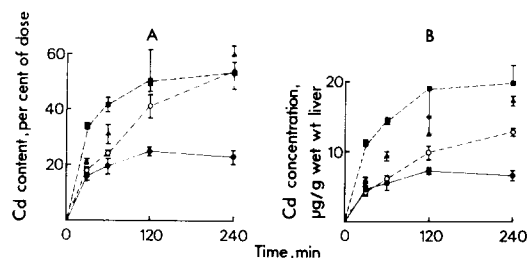 A
Cd content, per cent of dose
60
40
20
0
120
240
B
Cd concentration,
µg/g wet wt liver
20
10
0
120
240
Time, min